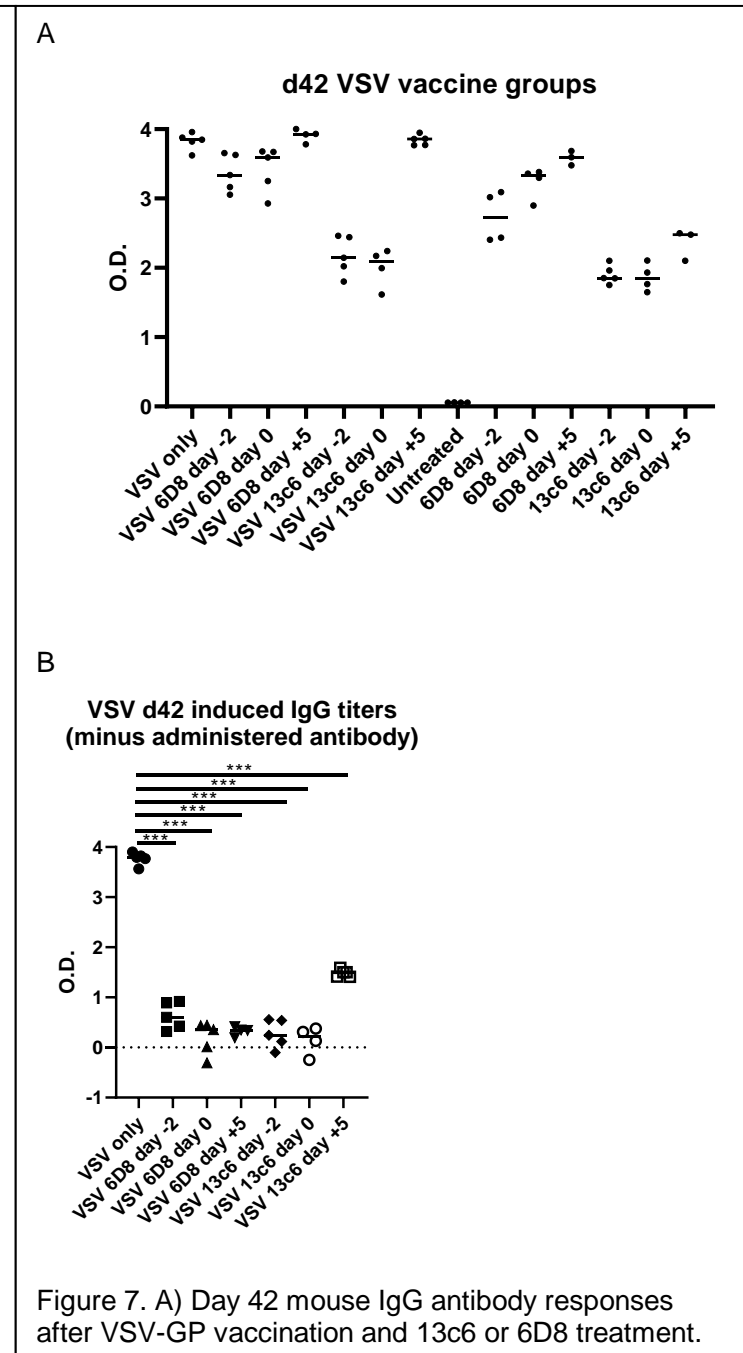 A
d42 VSV vaccine groups
4
3
2
1
0
O.D.
VSV only
VSV 6D8 day -2
VSV 6D8 day 0
VSV 6D8 day +5
VSV 13c6 day -2
VSV 13c6 day 0
VSV 13c6 day +5
Untreated
6D8 day -2
6D8 day 0
6D8 day +5
13c6 day -2
13c6 day 0
13c6 day +5
B
VSV d42 induced IgG titers
(minus administered antibody)
***
***
***
***
***
***
4
3
2
1
0
-1
O.D.
VSV only
VSV 6D8 day -2
VSV 6D8 day 0
VSV 6D8 day +5
VSV 13c6 day -2
VSV 13c6 day 0
VSV 13c6 day +5
Figure 7. A) Day 42 mouse IgG antibody responses
after VSV-GP vaccination and 13c6 or 6D8 treatment.